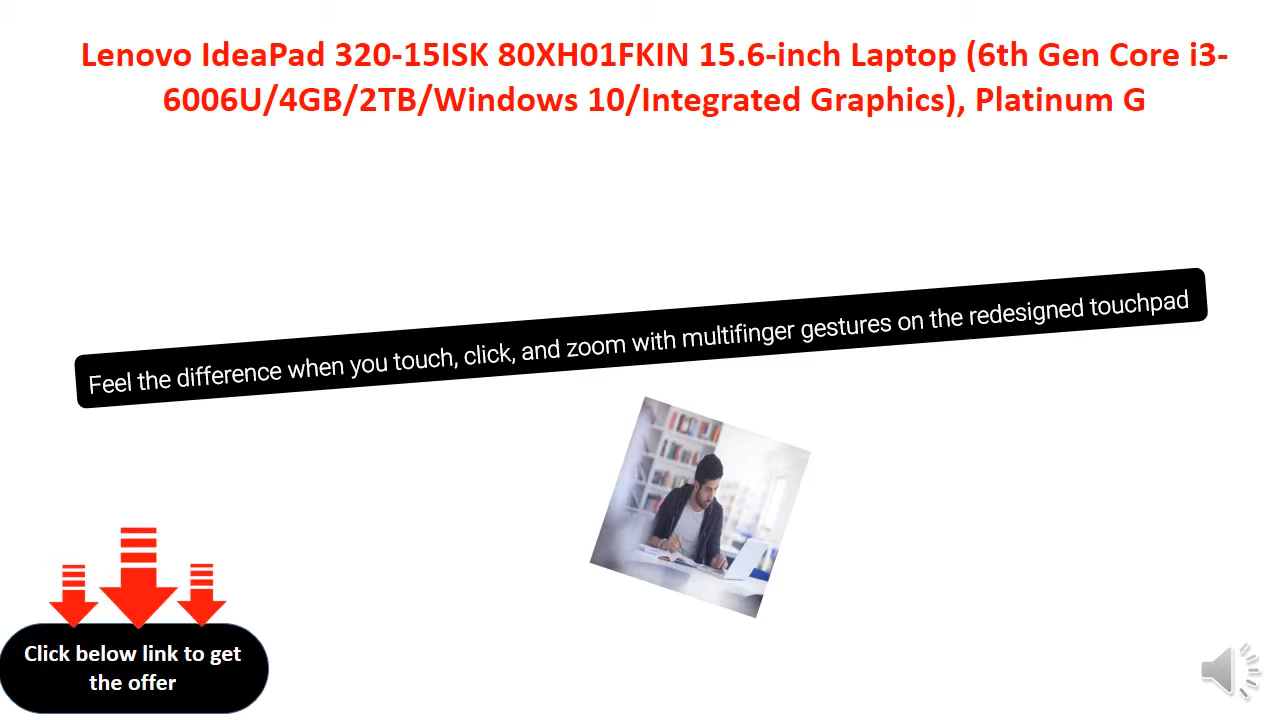 Lenovo IdeaPad 320-15ISK 80XH01FKIN 15.6-inch Laptop (6th Gen Core i3-
6006U/4GB/2TB/Windows 10/Integrated Graphics), Platinum G
Feel the difference when you touch, click, and zoom with multifinger gestures on the redesigned touchpad
Click below link to get
the offer